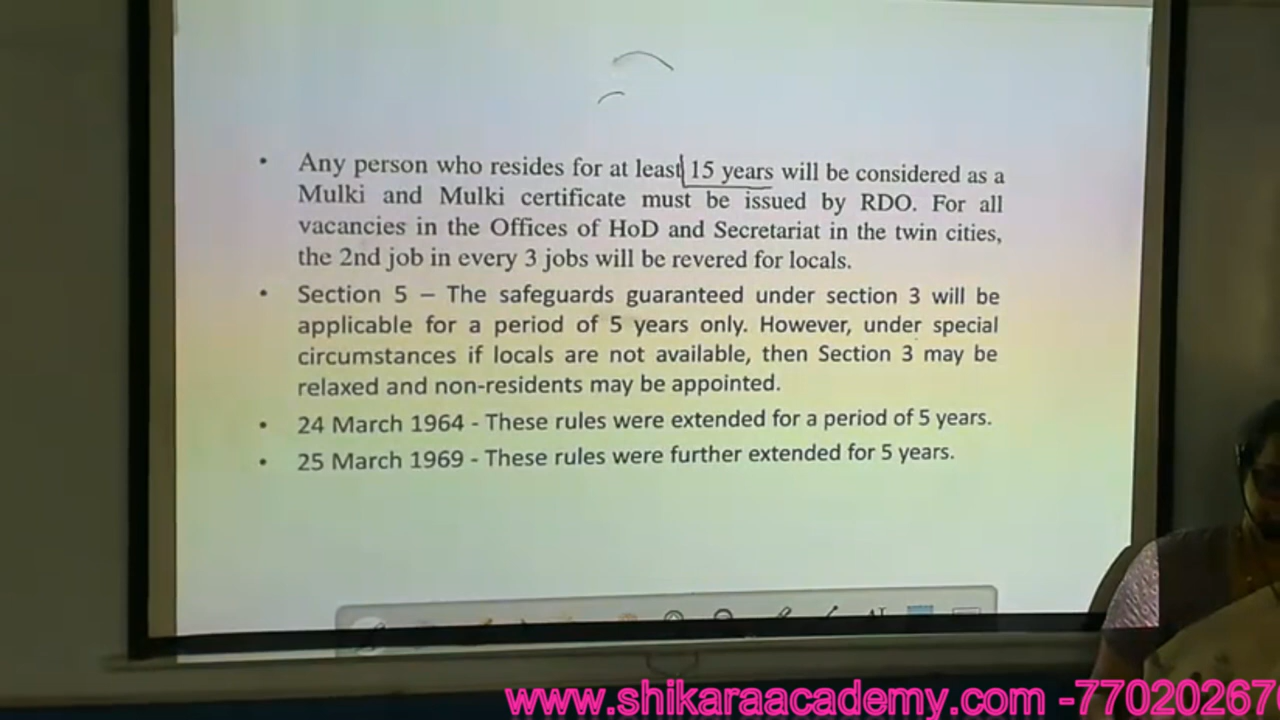 • Any person who resides for at least 15 years will be considered as a
Mulki and Mulki certificate must be issued by RDO. For all
vacancies in the Offices of HoD and Secretariat in the twin cities,
the 2nd job in every 3 jobs will be revered for locals.
• Section 5 – The safeguards guaranteed under section 3 will be
applicable for a period of 5 years only. However, under special
circumstances if locals are not available, then Section 3 may be
relaxed and non-residents may be appointed.
• 24 March 1964 - These rules were extended for a period of 5 years.
• 25 March 1969 - These rules were further extended for 5 years.
www.shikaraacademy.com -77020267